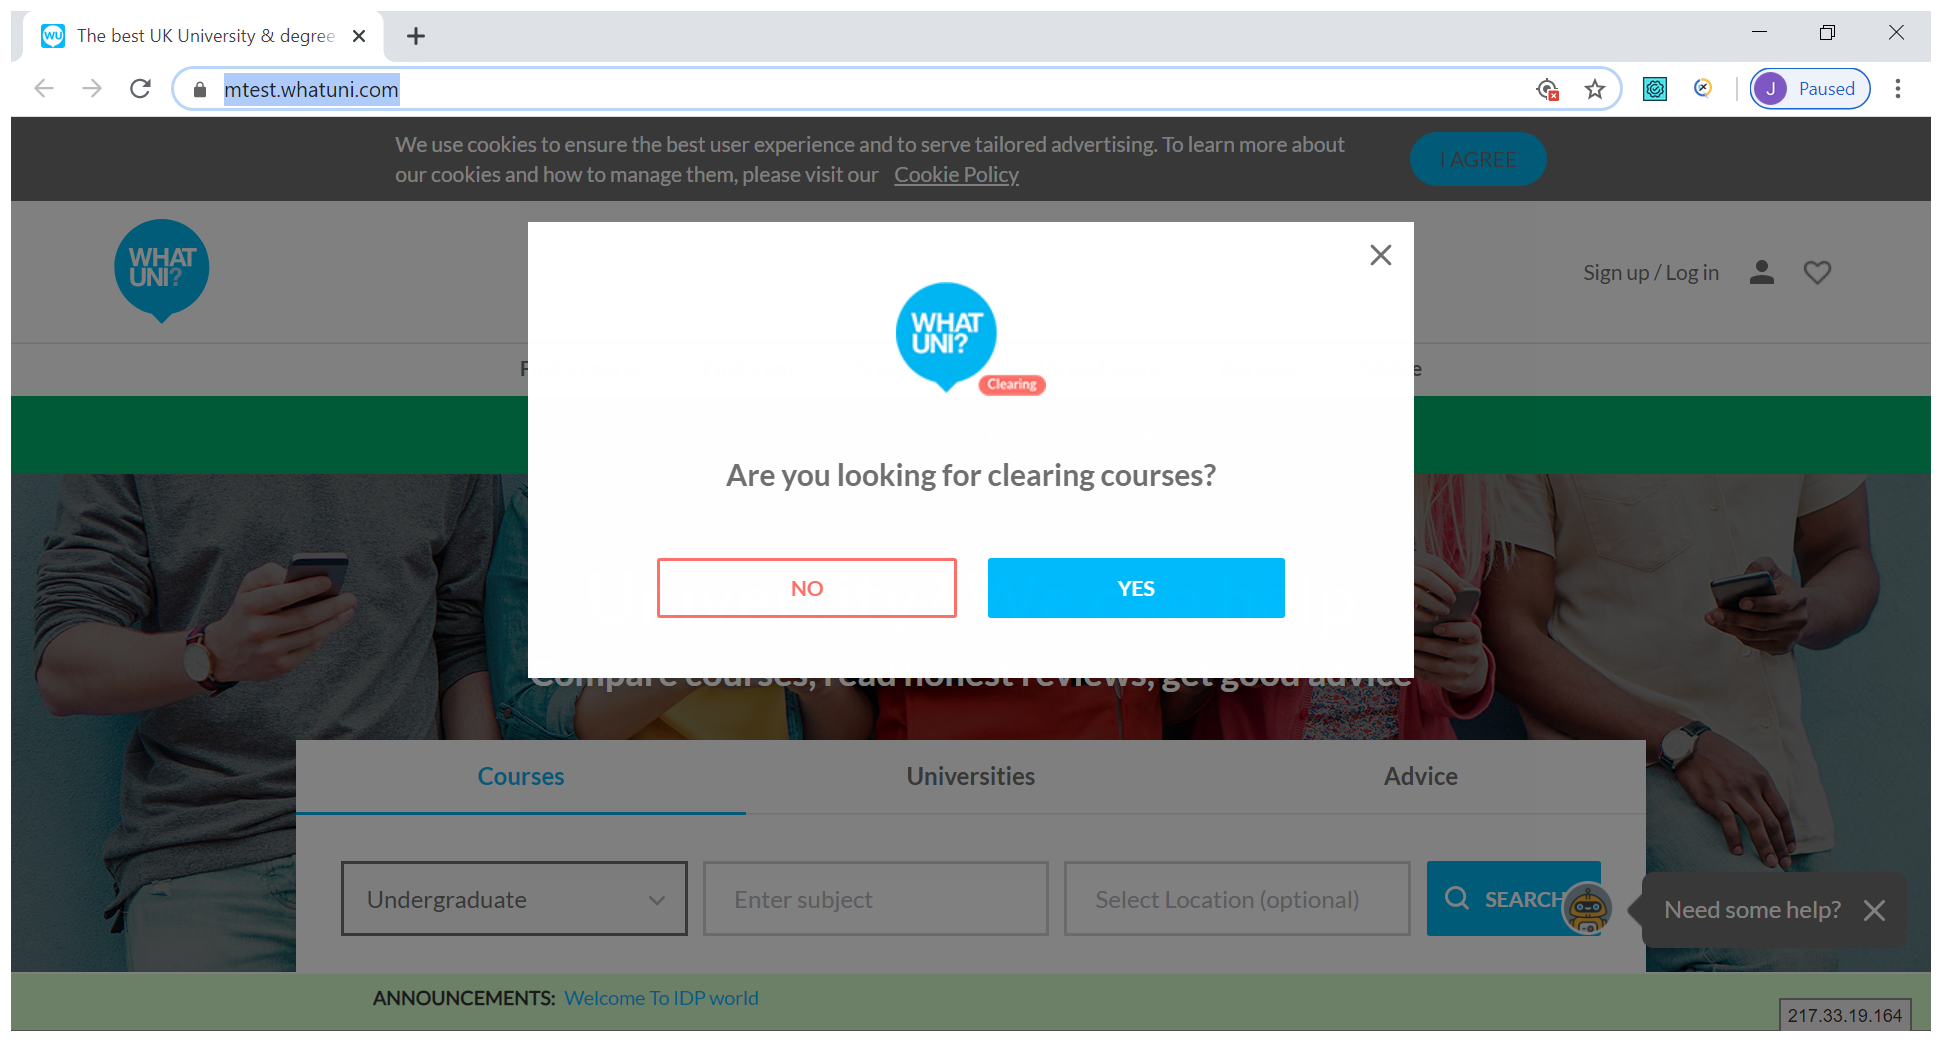 WU The best UK University & degree
mtest.whatuni.com
J Paused
We use cookies to ensure the best user experience and to serve tailored advertising. To learn more about
our cookies and how to manage them, please visit our Cookie Policy
I AGREE
WHAT
UNI?
Sign up / Log in
WHAT
UNI?
Clearing
Are you looking for clearing courses?
NO YES
Compare courses, read honest reviews, get good advice
Courses Universities Advice
Undergraduate Enter subject Select Location (optional) SEARCH
Need some help?
ANNOUNCEMENTS: Welcome To IDP world
217.33.19.164